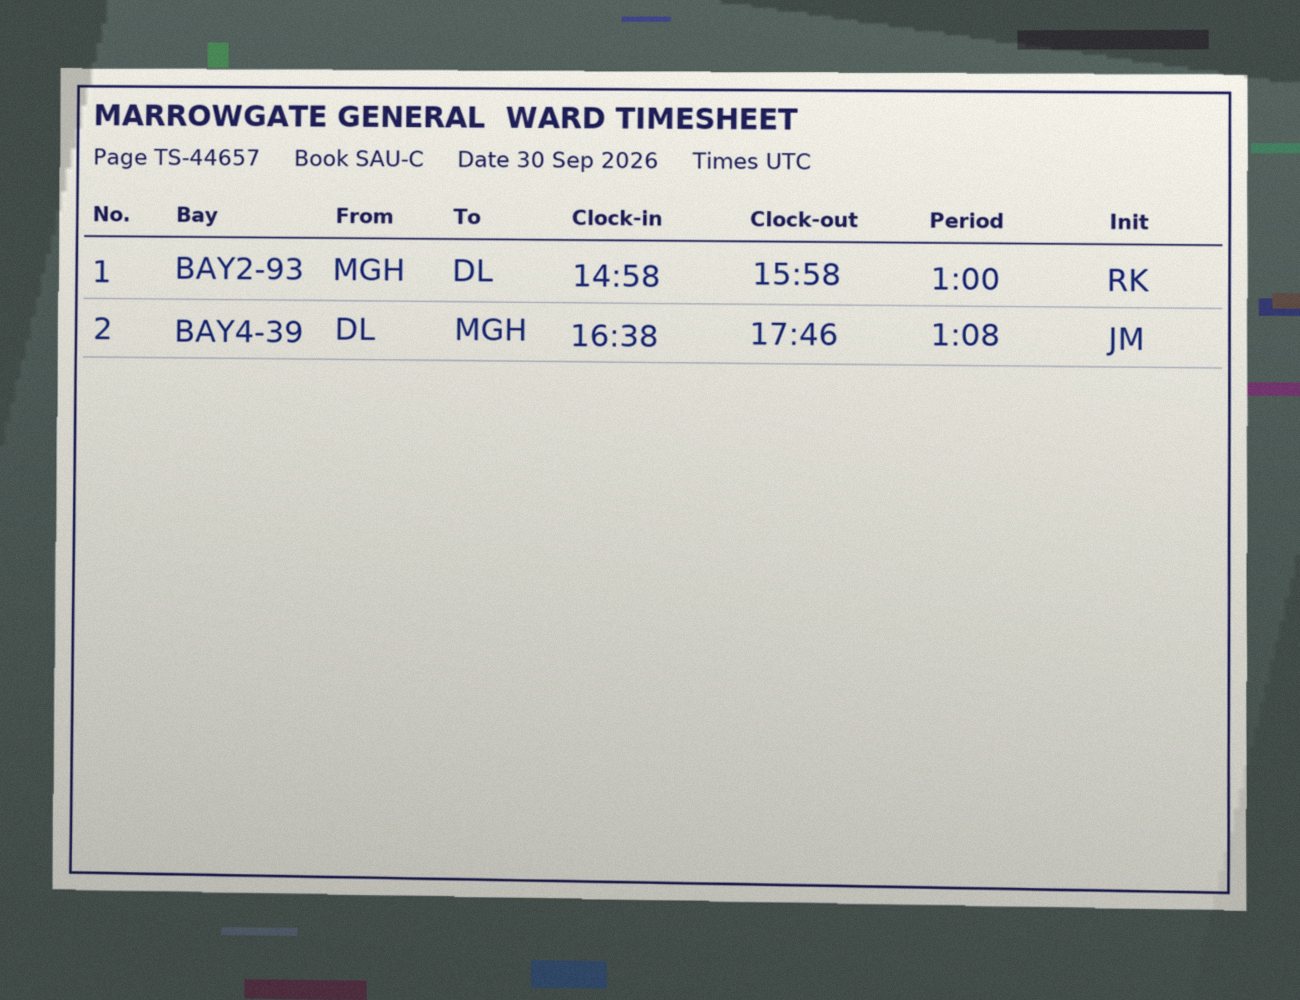 MARROWGATE GENERAL WARD TIMESHEET
Page TS-44657 Book SAU-C Date 30 Sep 2026 Times UTC
No. Bay From To Clock-in Clock-out Period Init
1 BAY2-93 MGH DL 14:58 15:58 1:00 RK
2 BAY4-39 DL MGH 16:38 17:46 1:08 JM